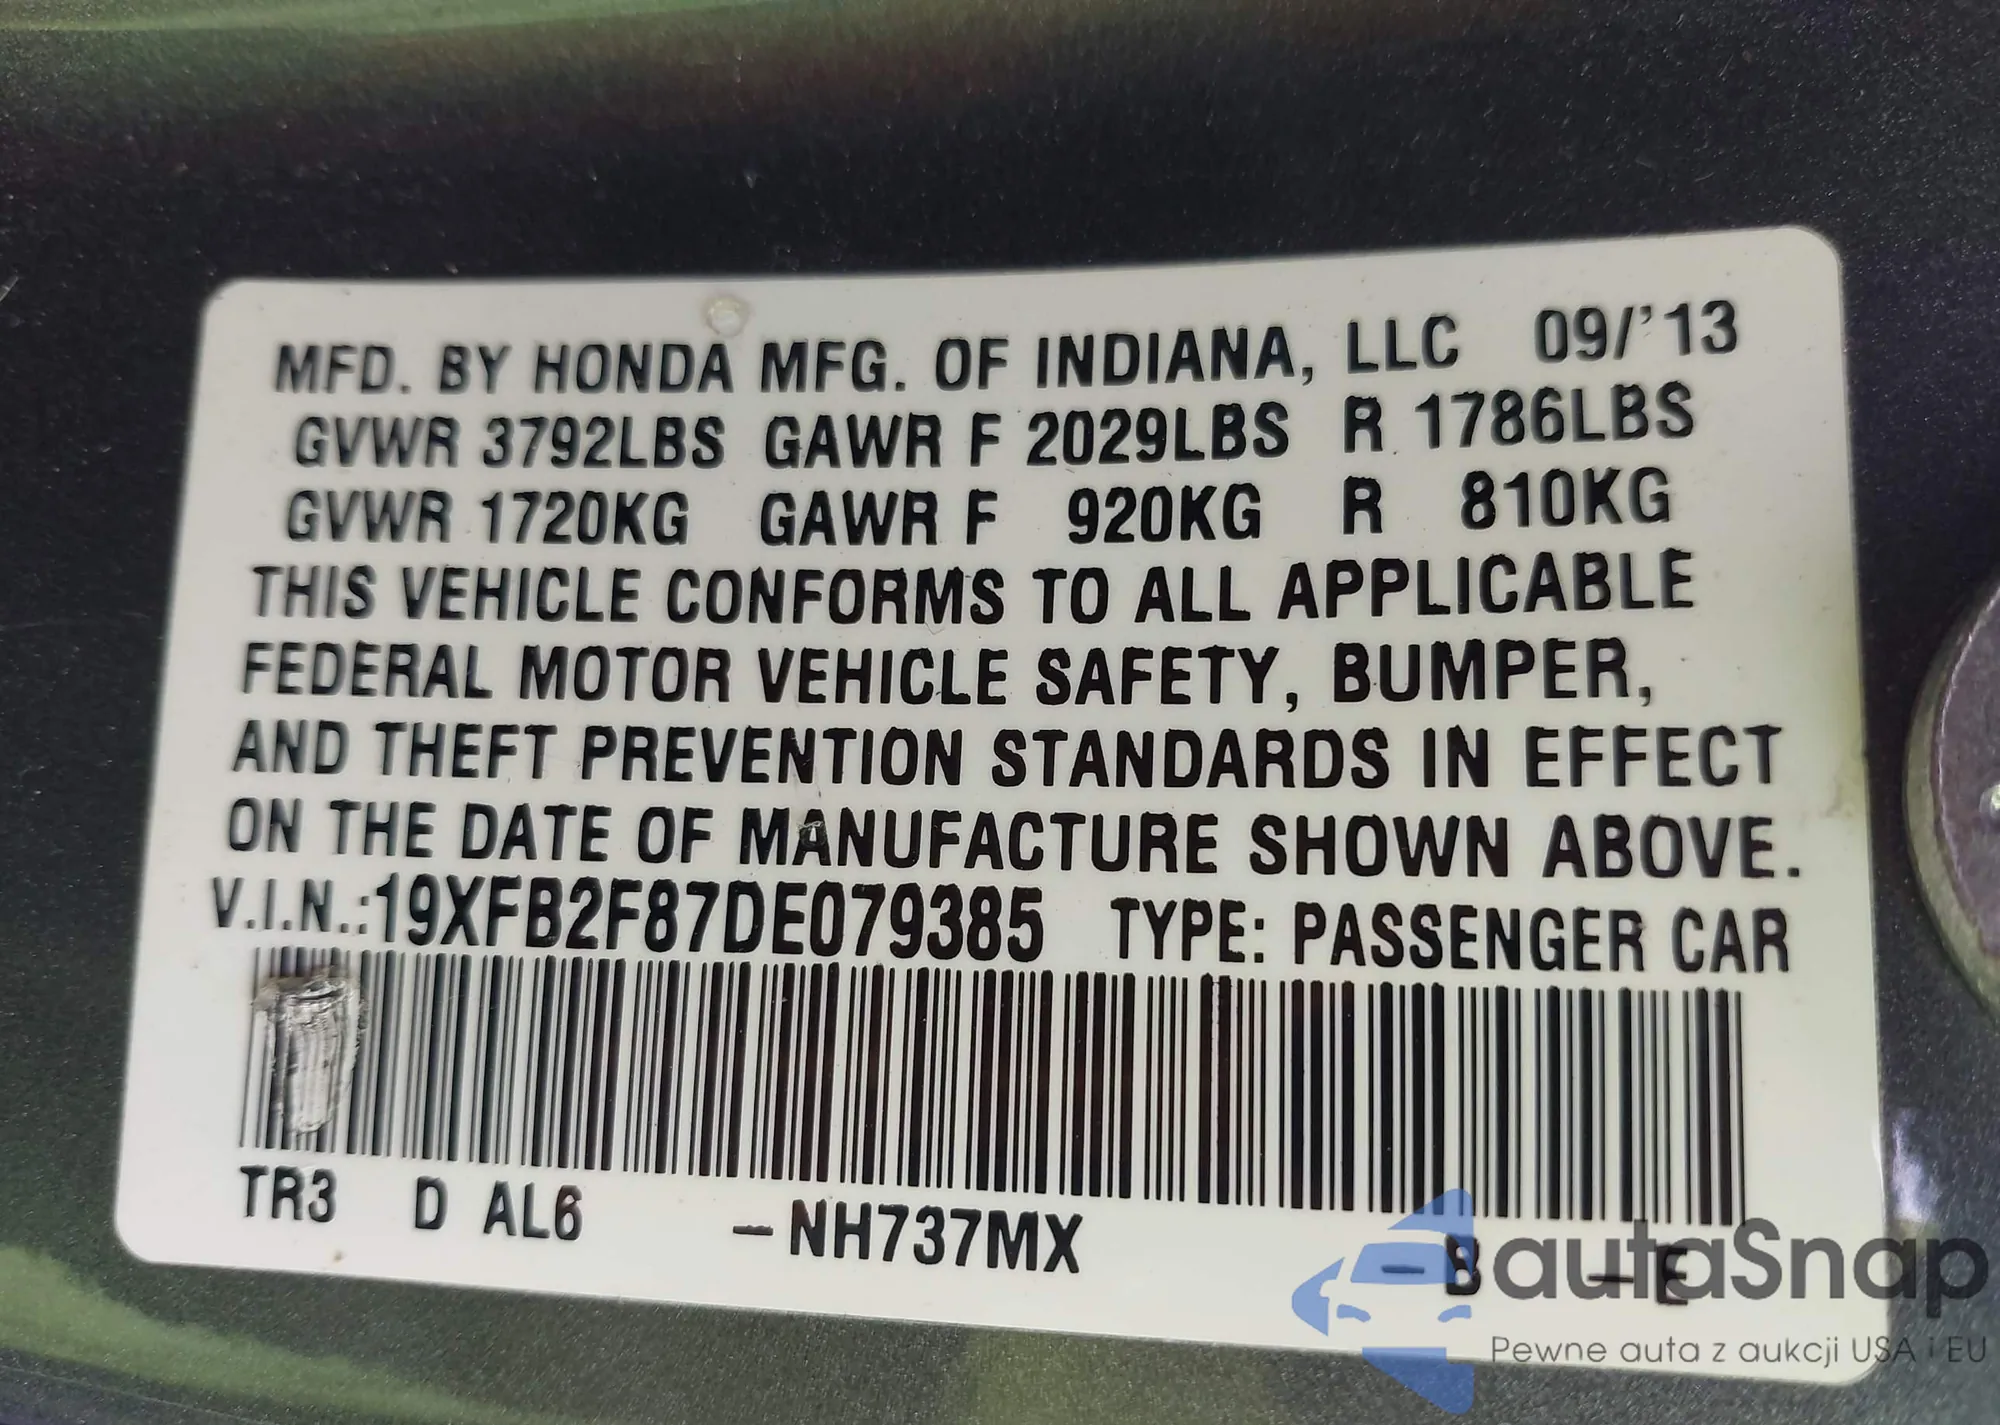 MFD. BY HONDA MFG. OF INDIANA, LLC 09/'13
GVWR 3792LBS GAWR F 2029LBS R 1786LBS
GVWR 1720KG GAWR F 920KG R 810KG
THIS VEHICLE CONFORMS TO ALL APPLICABLE
FEDERAL MOTOR VEHICLE SAFETY, BUMPER,
AND THEFT PREVENTION STANDARDS IN EFFECT
ON THE DATE OF MANUFACTURE SHOWN ABOVE.
V.I.N.:19XFB2F87DE079385 TYPE: PASSENGER CAR
TR3 D AL6 –NH737MX –B –E
autaSnap
Pewne auta z aukcji USA i EU